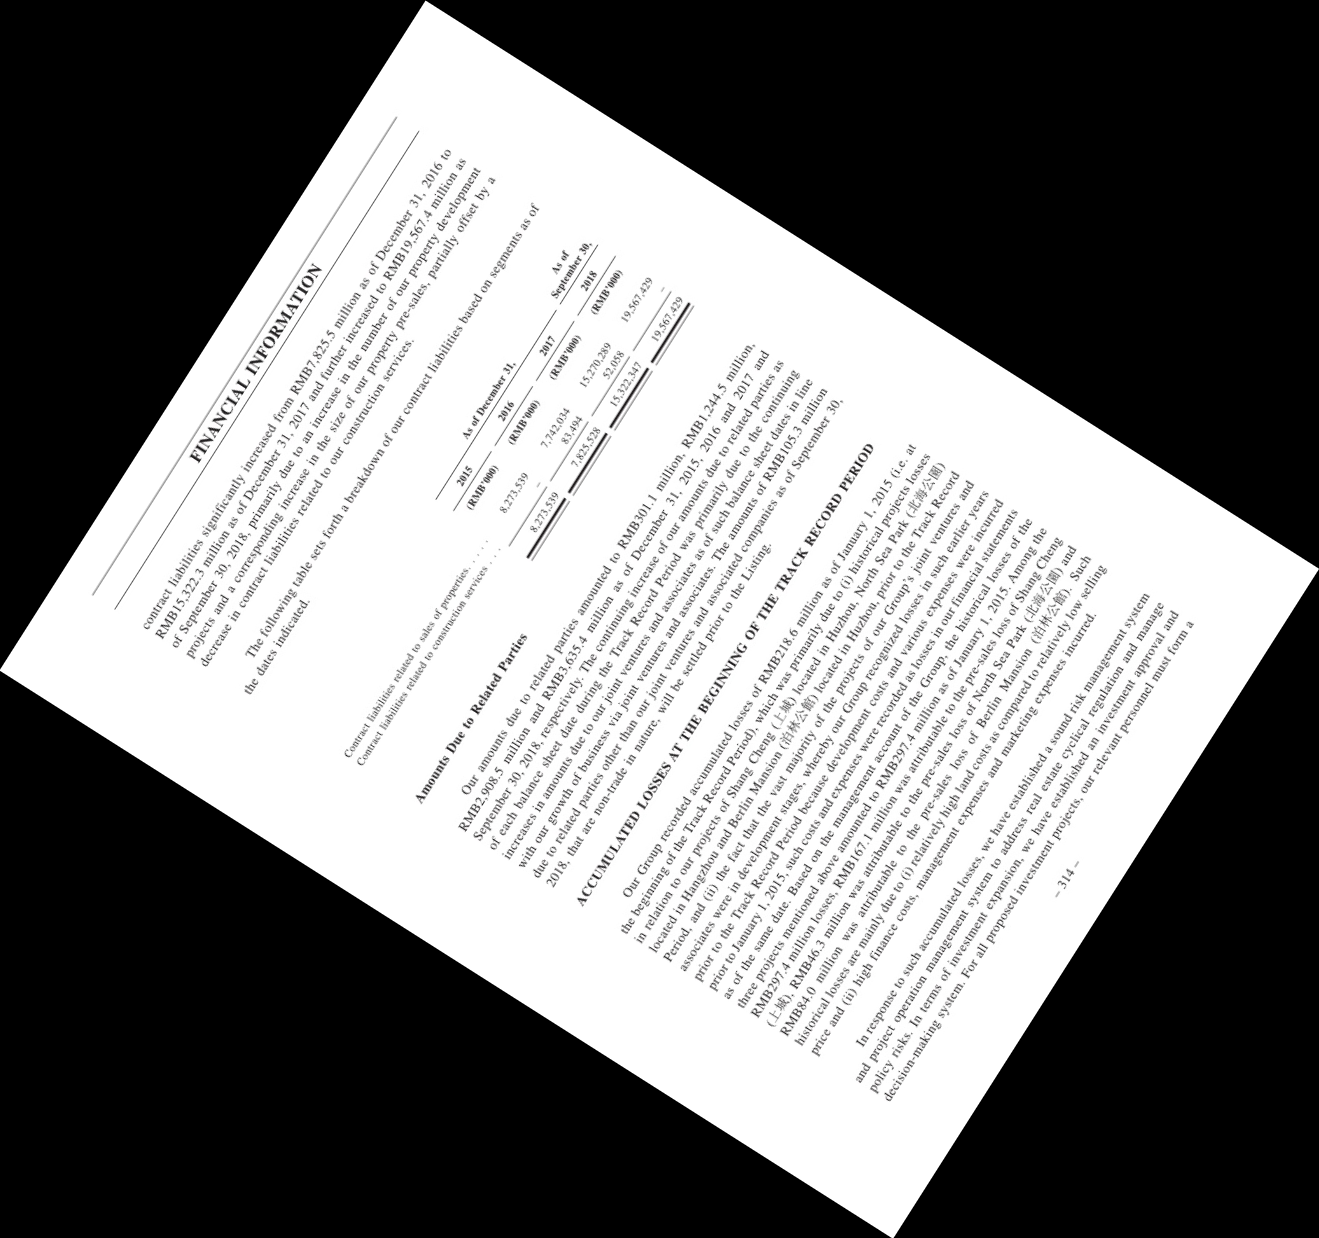 FINANCIAL INFORMATION
contract liabilities significantly increased from RMB7,825.5 million as of December 31, 2016 to
RMB15,322.3 million as of December 31, 2017 and further increased to RMB19,567.4 million as
of September 30, 2018, primarily due to an increase in the number of our property development
projects and a corresponding increase in the size of our property pre-sales, partially offset by a
decrease in contract liabilities related to our construction services.
The following table sets forth a breakdown of our contract liabilities based on segments as of
the dates indicated.
As of December 31, As of September 30,
2015 2016 2017 2018
(RMB'000) (RMB'000) (RMB'000) (RMB'000)
Contract liabilities related to sales of properties. . . . . . 8,273,539 7,742,034 15,270,289 19,567,429
Contract liabilities related to construction services . . . . – 83,494 52,058 –
8,273,539 7,825,528 15,322,347 19,567,429
Amounts Due to Related Parties
Our amounts due to related parties amounted to RMB301.1 million, RMB1,244.5 million,
RMB2,908.5 million and RMB5,635.4 million as of December 31, 2015, 2016 and 2017 and
September 30, 2018, respectively. The continuing increase of our amounts due to related parties as
of each balance sheet date during the Track Record Period was primarily due to the continuing
increases in amounts due to our joint ventures and associates as of such balance sheet dates in line
with our growth of business via joint ventures and associates. The amounts of RMB105.3 million
due to related parties other than our joint ventures and associated companies as of September 30,
2018, that are non-trade in nature, will be settled prior to the Listing.
ACCUMULATED LOSSES AT THE BEGINNING OF THE TRACK RECORD PERIOD
Our Group recorded accumulated losses of RMB218.6 million as of January 1, 2015 (i.e. at
the beginning of the Track Record Period), which was primarily due to (i) historical projects losses
in relation to our projects of Shang Cheng (上城) located in Huzhou, North Sea Park (北海公園)
located in Hangzhou and Berlin Mansion (泊林公館) located in Huzhou, prior to the Track Record
Period, and (ii) the fact that the vast majority of the projects of our Group's joint ventures and
associates were in development stages, whereby our Group recognized losses in such earlier years
prior to the Track Record Period because development costs and various expenses were incurred
prior to January 1, 2015, such costs and expenses were recorded as losses in our financial statements
as of the same date. Based on the management account of the Group, the historical losses of the
three projects mentioned above amounted to RMB297.4 million as of January 1, 2015. Among the
RMB297.4 million losses, RMB167.1 million was attributable to the pre-sales loss of Shang Cheng
(上城), RMB46.3 million was attributable to the pre-sales loss of North Sea Park (北海公園) and
RMB84.0 million was attributable to the pre-sales loss of Berlin Mansion (泊林公館). Such
historical losses are mainly due to (i) relatively high land costs as compared to relatively low selling
price and (ii) high finance costs, management expenses and marketing expenses incurred.
In response to such accumulated losses, we have established a sound risk management system
and project operation management system to address real estate cyclical regulations and manage
policy risks. In terms of investment expansion, we have established an investment approval and
decision-making system. For all proposed investment projects, our relevant personnel must form a
– 314 –